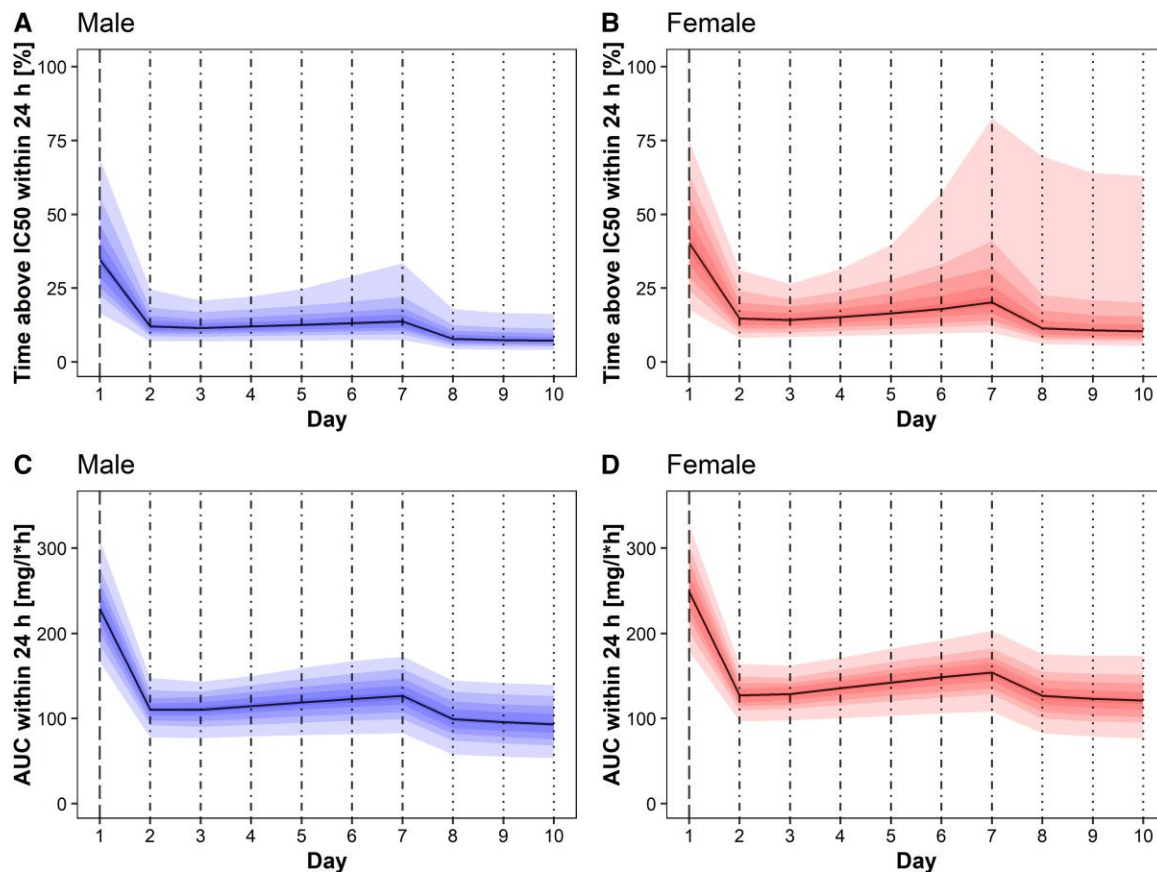 A Male
Time above IC50 within 24 h [%]
100
75
50
25
0
1 2 3 4 5 6 7 8 9 10
Day
B Female
Time above IC50 within 24 h [%]
100
75
50
25
0
1 2 3 4 5 6 7 8 9 10
Day
C Male
AUC within 24 h [mg/l*h]
300
200
100
0
1 2 3 4 5 6 7 8 9 10
Day
D Female
AUC within 24 h [mg/l*h]
300
200
100
0
1 2 3 4 5 6 7 8 9 10
Day